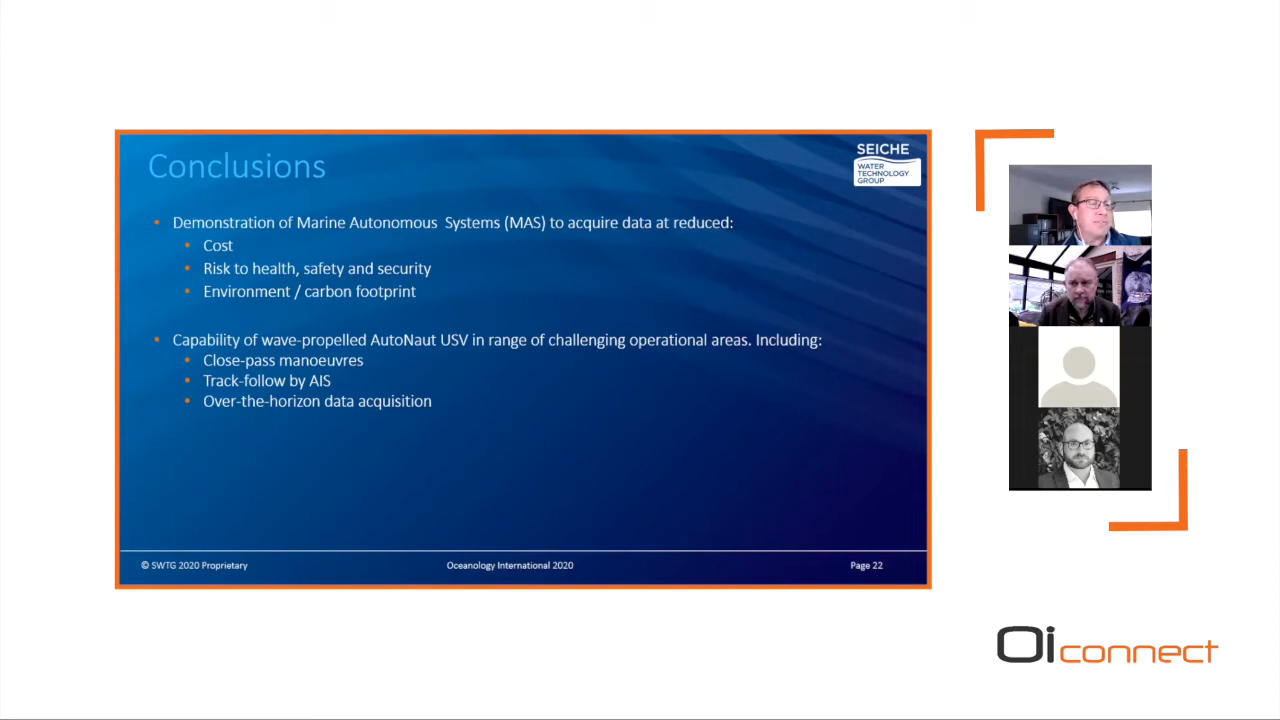 Conclusions
SEICHE
WATER
TECHNOLOGY
GROUP
• Demonstration of Marine Autonomous Systems (MAS) to acquire data at reduced:
• Cost
• Risk to health, safety and security
• Environment / carbon footprint
• Capability of wave-propelled AutoNaut USV in range of challenging operational areas. Including:
• Close-pass manoeuvres
• Track-follow by AIS
• Over-the-horizon data acquisition
© SWTG 2020 Proprietary
Oceanology International 2020
Page 22
Oi connect